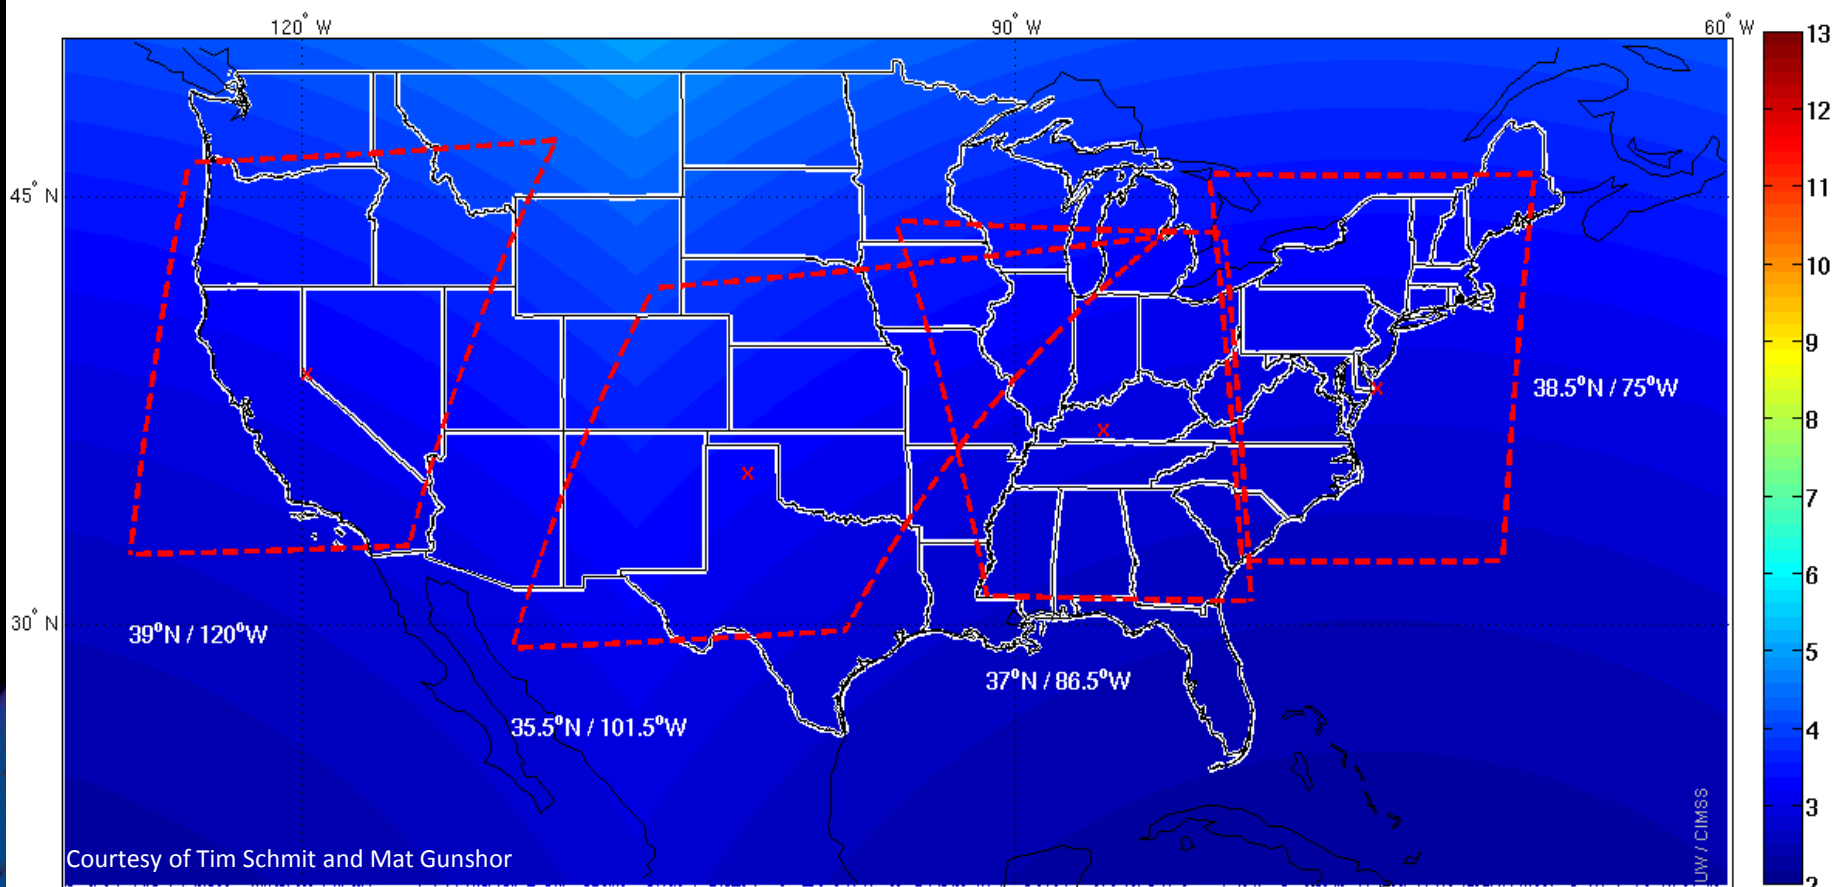 120° W
90° W
60° W
13
12
11
10
9
8
7
6
5
4
3
2
45° N
30° N
38.5°N / 75°W
39°N / 120°W
37°N / 86.5°W
35.5°N / 101.5°W
x
x
x
x
Courtesy of Tim Schmit and Mat Gunshor
UW / CIMSS